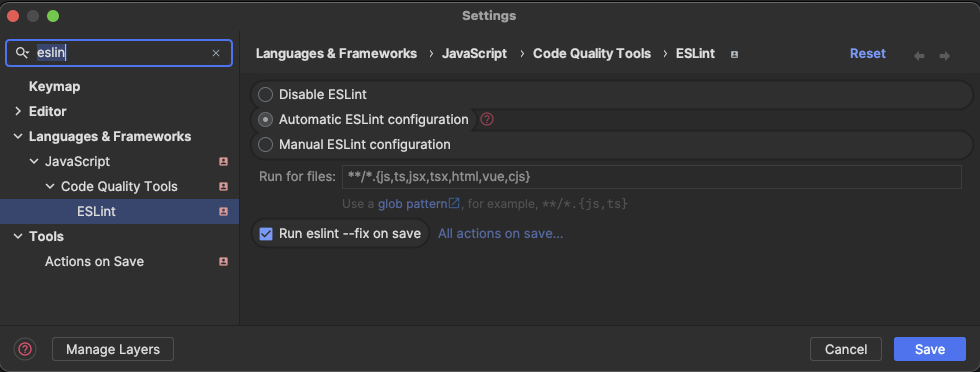 Settings
eslin
Keymap
Editor
Languages & Frameworks
JavaScript
Code Quality Tools
ESLint
Tools
Actions on Save
Languages & Frameworks › JavaScript › Code Quality Tools › ESLint
Reset
Disable ESLint
Automatic ESLint configuration
Manual ESLint configuration
Run for files: **/*.{js,ts,jsx,tsx,html,vue,cjs}
Use a glob pattern, for example, **/*.{js,ts}
Run eslint --fix on save
All actions on save...
Manage Layers
Cancel
Save